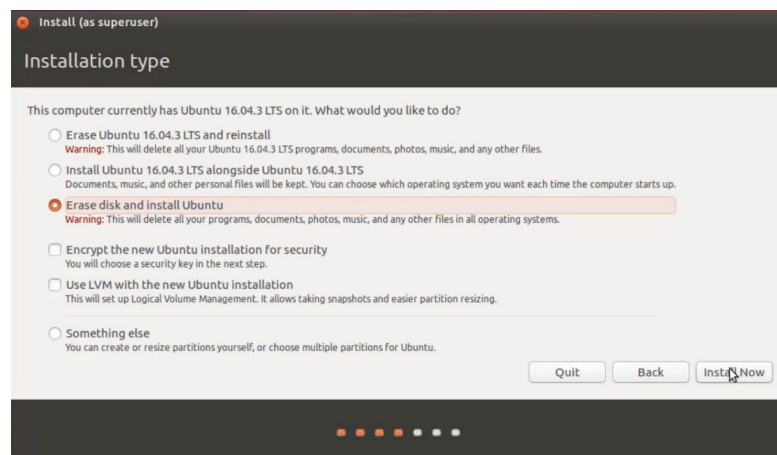 Install (as superuser)
Installation type
This computer currently has Ubuntu 16.04.3 LTS on it. What would you like to do?
Erase Ubuntu 16.04.3 LTS and reinstall
Warning: This will delete all your Ubuntu 16.04.3 LTS programs, documents, photos, music, and any other files.
Install Ubuntu 16.04.3 LTS alongside Ubuntu 16.04.3 LTS
Documents, music, and other personal files will be kept. You can choose which operating system you want each time the computer starts up.
Erase disk and install Ubuntu
Warning: This will delete all your programs, documents, photos, music, and any other files in all operating systems.
Encrypt the new Ubuntu installation for security
You will choose a security key in the next step.
Use LVM with the new Ubuntu installation
This will set up Logical Volume Management. It allows taking snapshots and easier partition resizing.
Something else
You can create or resize partitions yourself, or choose multiple partitions for Ubuntu.
Quit Back Install Now